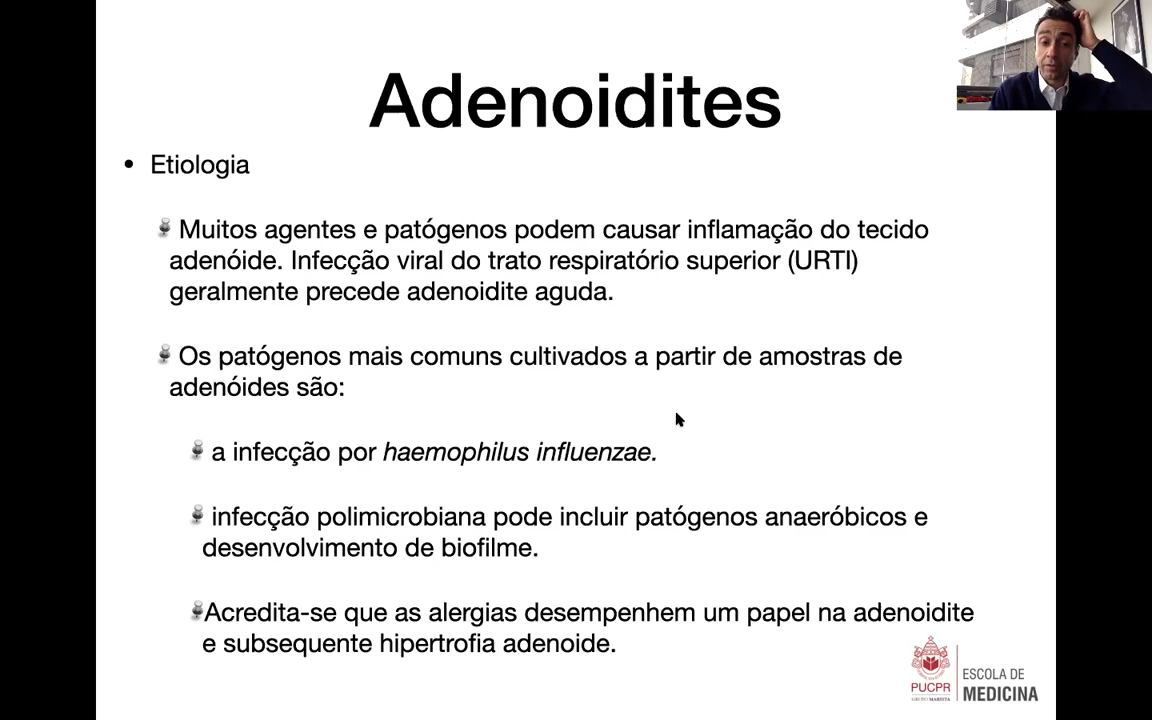 Adenoidites
• Etiologia
Muitos agentes e patógenos podem causar inflamação do tecido
adenóide. Infecção viral do trato respiratório superior (URTI)
geralmente precede adenoidite aguda.
Os patógenos mais comuns cultivados a partir de amostras de
adenóides são:
a infecção por haemophilus influenzae.
infecção polimicrobiana pode incluir patógenos anaeróbicos e
desenvolvimento de biofilme.
Acredita-se que as alergias desempenhem um papel na adenoidite
e subsequente hipertrofia adenoide.
PUCPR
GRUPO MARISTA
ESCOLA DE
MEDICINA